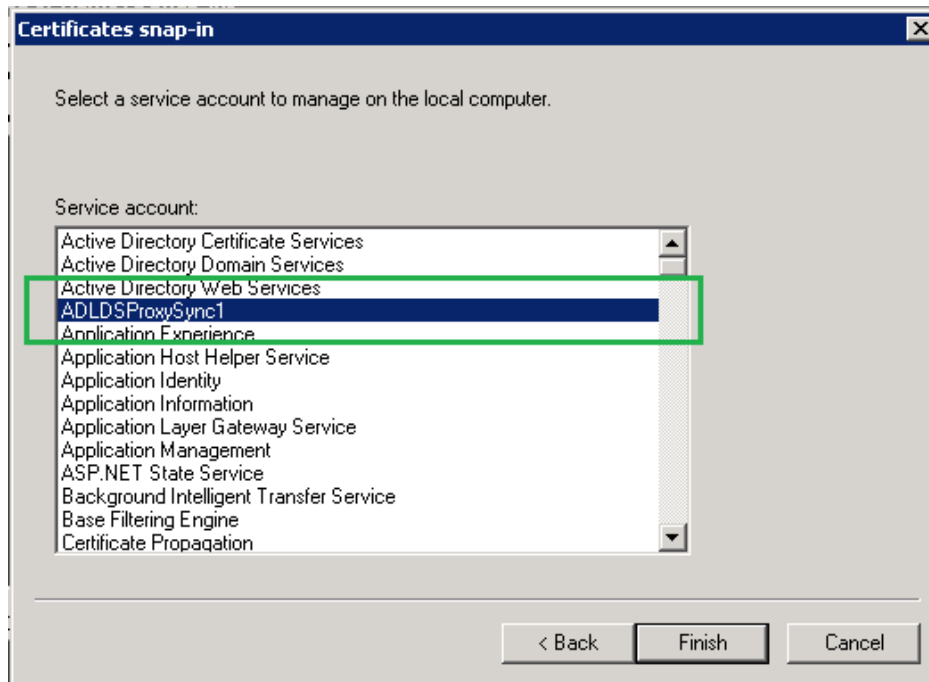 Certificates snap-in
Select a service account to manage on the local computer.
Service account:
Active Directory Certificate Services
Active Directory Domain Services
Active Directory Web Services
ADLDSProxySync1
Application Experience
Application Host Helper Service
Application Identity
Application Information
Application Layer Gateway Service
Application Management
ASP.NET State Service
Background Intelligent Transfer Service
Base Filtering Engine
Certificate Propagation
< Back Finish Cancel